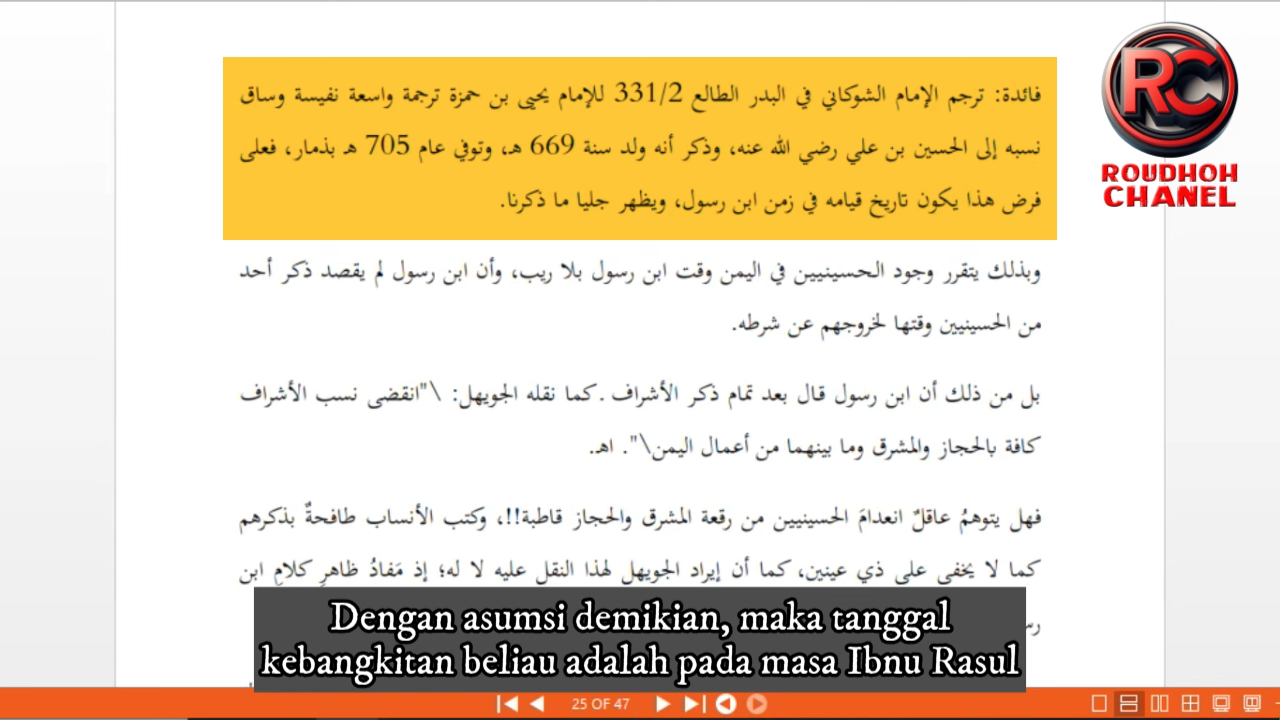 فائدة: ترجم الإمام الشوكاني في البدر الطالع 331/2 للإمام يحيى بن حمزة ترجمة واسعة نفيسة وساق
نسبه إلى الحسين بن علي رضي الله عنه، وذكر أنه ولد سنة 669 هـ، وتوفي عام 705 هـ بذمار، فعلى
فرض هذا يكون تاريخ قيامه في زمن ابن رسول، ويظهر جليا ما ذكرنا.
وبذلك يتقرر وجود الحسينيين في اليمن وقت ابن رسول بلا ريب، وأن ابن رسول لم يقصد ذكر أحد
من الحسينيين وقتها لخروجهم عن شرطه.
بل من ذلك أن ابن رسول قال بعد تمام ذكر الأشراف ـ كما نقله الجويهل: \"انقضى نسب الأشراف
كافة بالحجاز والمشرق وما بينهما من أعمال اليمن\". اهـ.
فهل يتوهمُ عاقلٌ انعدامَ الحسينيين من رقعة المشرق والحجاز قاطبة!!، وكتب الأنساب طافحةٌ بذكرهم
كما لا يخفى على ذي عينين، كما أن إيراد الجويهل لهذا النقل عليه لا له؛ إذ مَفادُ ظاهرِ كلامِ ابن
RC
ROUDHOH
CHANEL
Dengan asumsi demikian, maka tanggal
kebangkitan beliau adalah pada masa Ibnu Rasul
25 OF 47